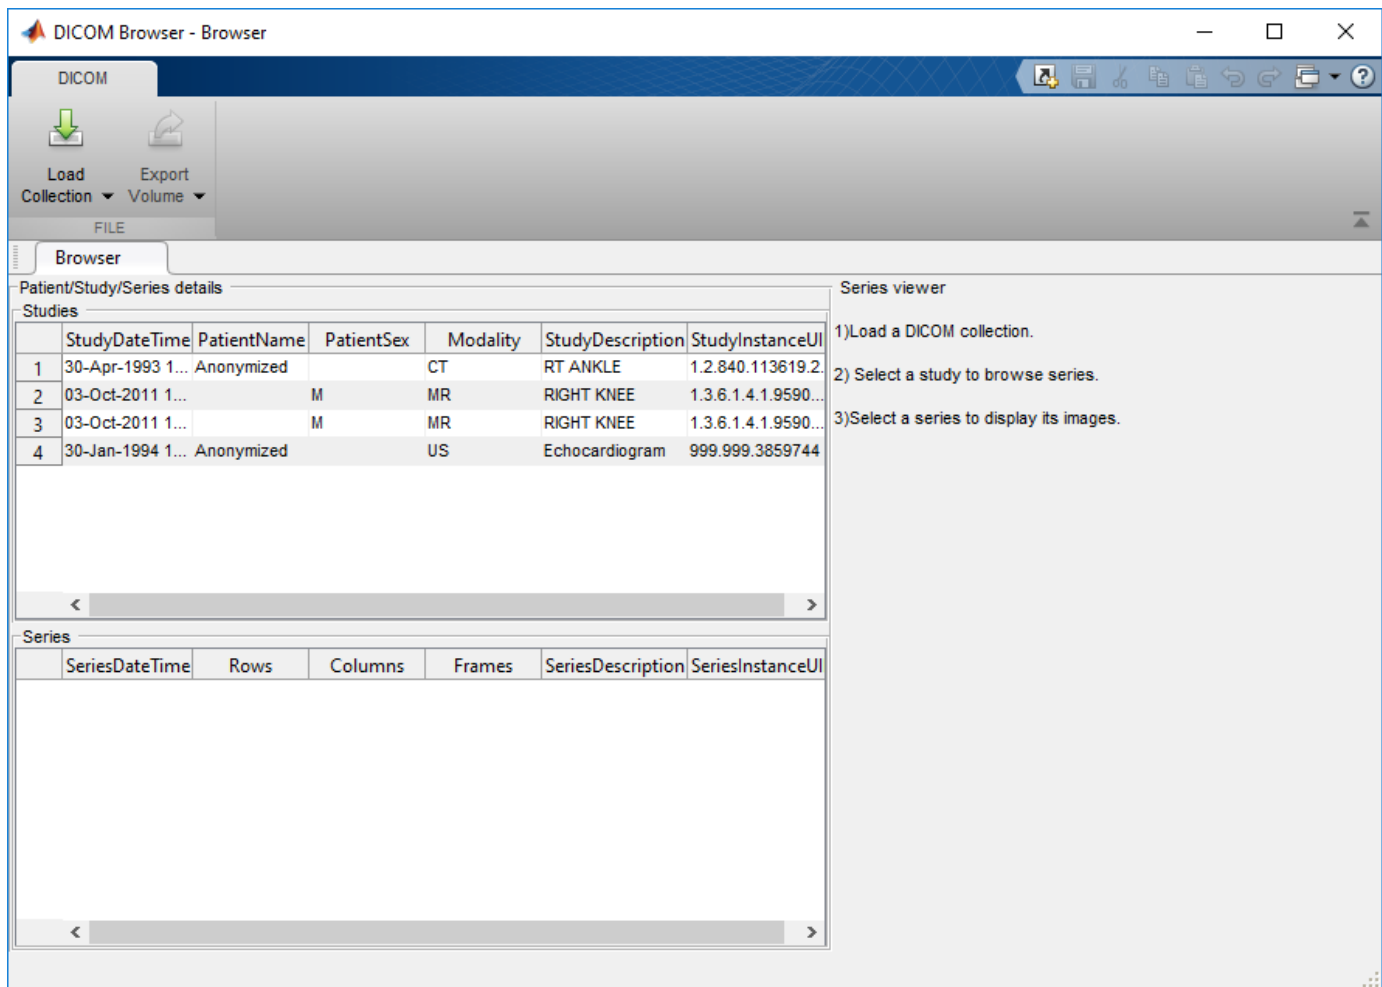 DICOM Browser - Browser
DICOM
Load Collection
Export Volume
FILE
Browser
Patient/Study/Series details
Studies
StudyDateTime PatientName PatientSex Modality StudyDescription StudyInstanceUI
1 30-Apr-1993 1... Anonymized CT RT ANKLE 1.2.840.113619.2.
2 03-Oct-2011 1... M MR RIGHT KNEE 1.3.6.1.4.1.9590...
3 03-Oct-2011 1... M MR RIGHT KNEE 1.3.6.1.4.1.9590...
4 30-Jan-1994 1... Anonymized US Echocardiogram 999.999.3859744
Series
SeriesDateTime Rows Columns Frames SeriesDescription SeriesInstanceUI
Series viewer
1)Load a DICOM collection.
2) Select a study to browse series.
3)Select a series to display its images.